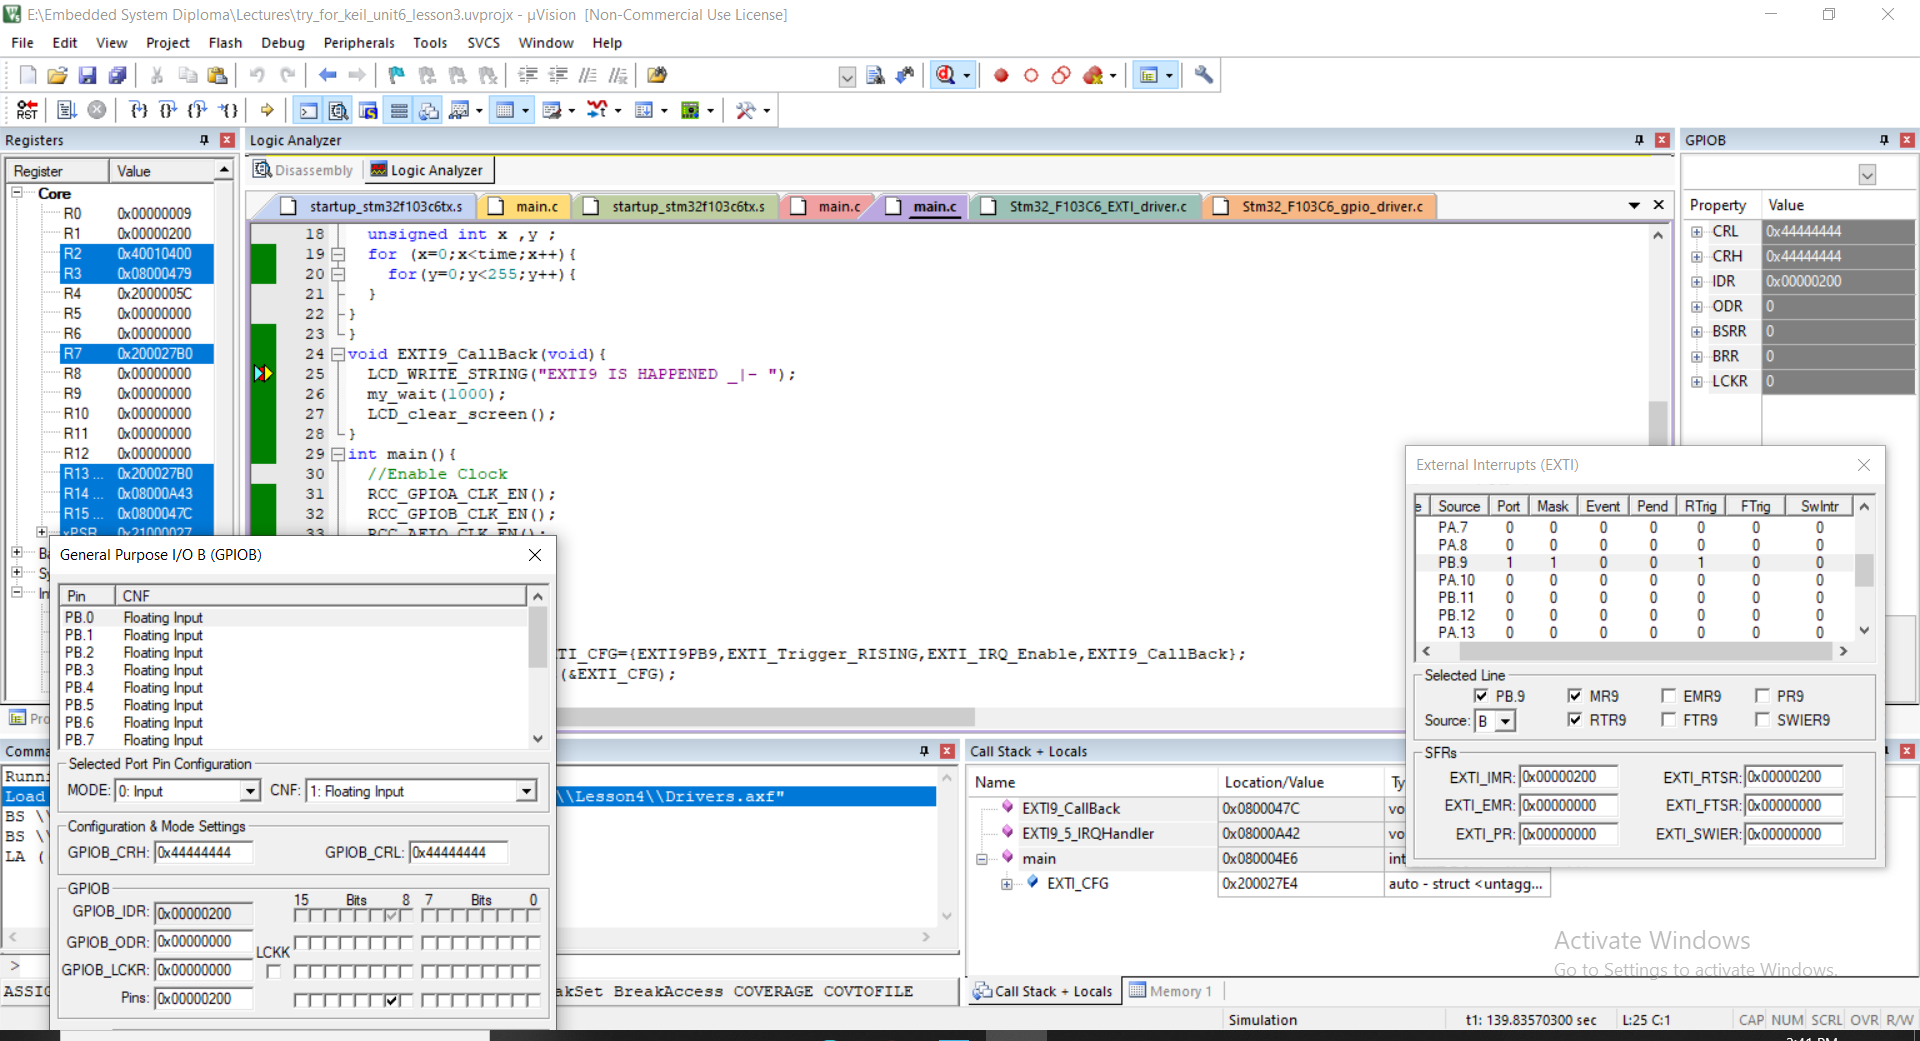 E:\Embedded System Diploma\Lectures\try_for_keil_unit6_lesson3.uvprojx - µVision [Non-Commercial Use License]
File Edit View Project Flash Debug Peripherals Tools SVCS Window Help
RST
Registers
Register Value
Core
R0 0x00000009
R1 0x00000200
R2 0x40010400
R3 0x08000479
R4 0x2000005C
R5 0x00000000
R6 0x00000000
R7 0x200027B0
R8 0x00000000
R9 0x00000000
R10 0x00000000
R11 0x00000000
R12 0x00000000
R13 ... 0x200027B0
R14 ... 0x08000A43
R15 ... 0x0800047C
xPSR 0x21000027
Logic Analyzer
Disassembly Logic Analyzer
startup_stm32f103c6tx.s main.c startup_stm32f103c6tx.s main.c main.c Stm32_F103C6_EXTI_driver.c Stm32_F103C6_gpio_driver.c
18 unsigned int x ,y ;
19 for (x=0;x<time;x++){
20 for(y=0;y<255;y++){
21 }
22 }
23 }
24 void EXTI9_CallBack(void){
25 LCD_WRITE_STRING("EXTI9 IS HAPPENED _|- ");
26 my_wait(1000);
27 LCD_clear_screen();
28 }
29 int main(){
30 //Enable Clock
31 RCC_GPIOA_CLK_EN();
32 RCC_GPIOB_CLK_EN();
33 RCC_AFIO_CLK_EN();
TI_CFG={EXTI9PB9,EXTI_Trigger_RISING,EXTI_IRQ_Enable,EXTI9_CallBack};
(&EXTI_CFG);
GPIOB
Property Value
CRL 0x44444444
CRH 0x44444444
IDR 0x00000200
ODR 0
BSRR 0
BRR 0
LCKR 0
External Interrupts (EXTI)
e Source Port Mask Event Pend RTrig FTrig SwIntr
PA.7 0 0 0 0 0 0 0
PA.8 0 0 0 0 0 0 0
PB.9 1 1 0 0 1 0 0
PA.10 0 0 0 0 0 0 0
PB.11 0 0 0 0 0 0 0
PB.12 0 0 0 0 0 0 0
PA.13 0 0 0 0 0 0 0
Selected Line
PB.9 MR9 EMR9 PR9
Source: B RTR9 FTR9 SWIER9
SFRs
EXTI_IMR: 0x00000200 EXTI_RTSR: 0x00000200
EXTI_EMR: 0x00000000 EXTI_FTSR: 0x00000000
EXTI_PR: 0x00000000 EXTI_SWIER: 0x00000000
General Purpose I/O B (GPIOB)
Pin CNF
PB.0 Floating Input
PB.1 Floating Input
PB.2 Floating Input
PB.3 Floating Input
PB.4 Floating Input
PB.5 Floating Input
PB.6 Floating Input
PB.7 Floating Input
Selected Port Pin Configuration
MODE: 0: Input CNF: 1: Floating Input
Configuration & Mode Settings
GPIOB_CRH: 0x44444444 GPIOB_CRL: 0x44444444
GPIOB
15 Bits 8 7 Bits 0
GPIOB_IDR: 0x00000200
GPIOB_ODR: 0x00000000
LCKK
GPIOB_LCKR: 0x00000000
Pins: 0x00000200
Comma
Runni
Load \\Lesson4\\Drivers.axf"
BS \\
BS \\
LA (
>
ASSIG akSet BreakAccess COVERAGE COVTOFILE
Call Stack + Locals
Name Location/Value Ty
EXTI9_CallBack 0x0800047C vo
EXTI9_5_IRQHandler 0x08000A42 vo
main 0x080004E6 int
EXTI_CFG 0x200027E4 auto - struct <untagg...
Call Stack + Locals Memory 1
Activate Windows
Go to Settings to activate Windows.
Simulation t1: 139.83570300 sec L:25 C:1 CAP NUM SCRL OVR R/W